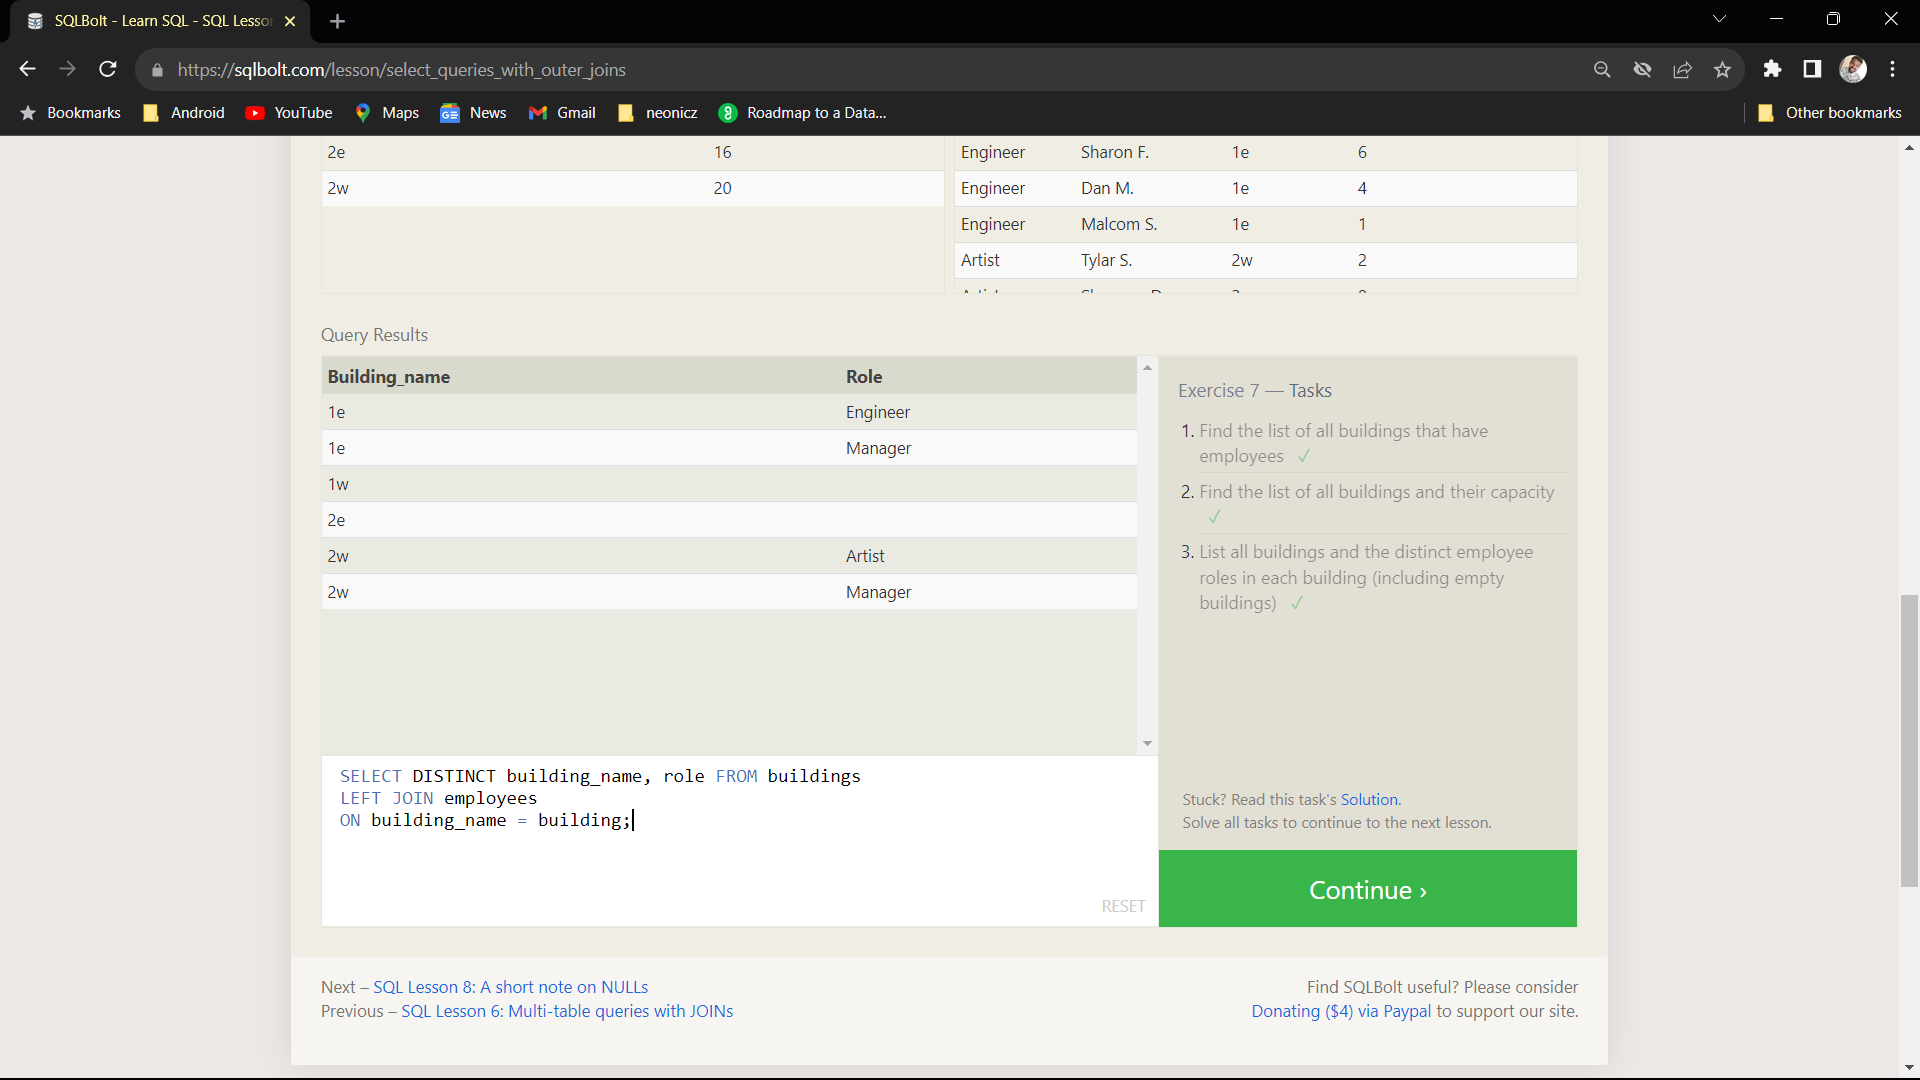 SQLBolt - Learn SQL - SQL Lesso
https://sqlbolt.com/lesson/select_queries_with_outer_joins
Bookmarks Android YouTube Maps News Gmail neonicz Roadmap to a Data... Other bookmarks
2e 16
2w 20
Engineer Sharon F. 1e 6
Engineer Dan M. 1e 4
Engineer Malcom S. 1e 1
Artist Tylar S. 2w 2
Query Results
Building_name Role
1e Engineer
1e Manager
1w
2e
2w Artist
2w Manager
Exercise 7 — Tasks
1. Find the list of all buildings that have
employees ✓
2. Find the list of all buildings and their capacity
✓
3. List all buildings and the distinct employee
roles in each building (including empty
buildings) ✓
SELECT DISTINCT building_name, role FROM buildings
LEFT JOIN employees
ON building_name = building;
RESET
Stuck? Read this task's Solution.
Solve all tasks to continue to the next lesson.
Continue ›
Next – SQL Lesson 8: A short note on NULLs
Previous – SQL Lesson 6: Multi-table queries with JOINs
Find SQLBolt useful? Please consider
Donating ($4) via Paypal to support our site.